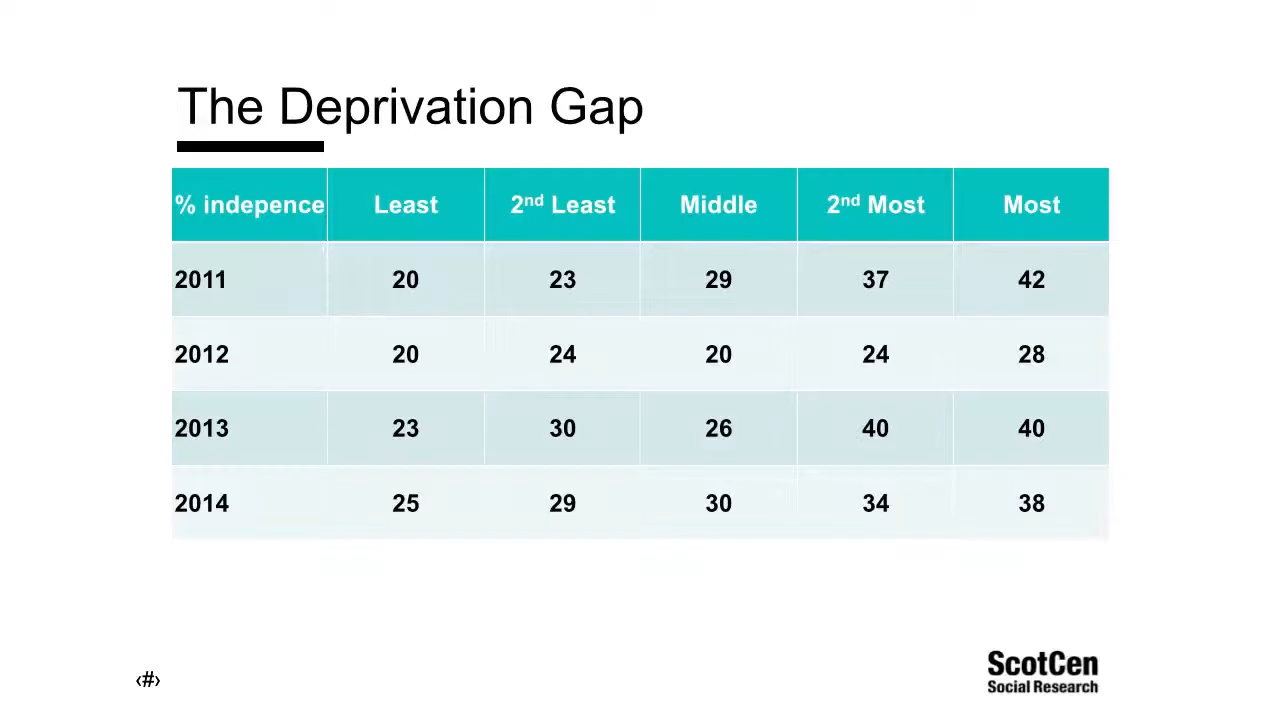 The Deprivation Gap
% indepence Least 2nd Least Middle 2nd Most Most
2011 20 23 29 37 42
2012 20 24 20 24 28
2013 23 30 26 40 40
2014 25 29 30 34 38
‹#›
ScotCen
Social Research